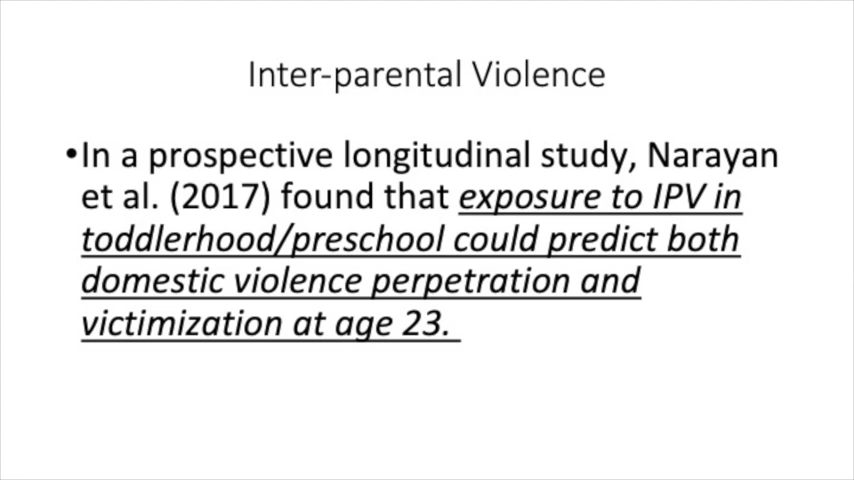 Inter-parental Violence
•In a prospective longitudinal study, Narayan
et al. (2017) found that exposure to IPV in
toddlerhood/preschool could predict both
domestic violence perpetration and
victimization at age 23.